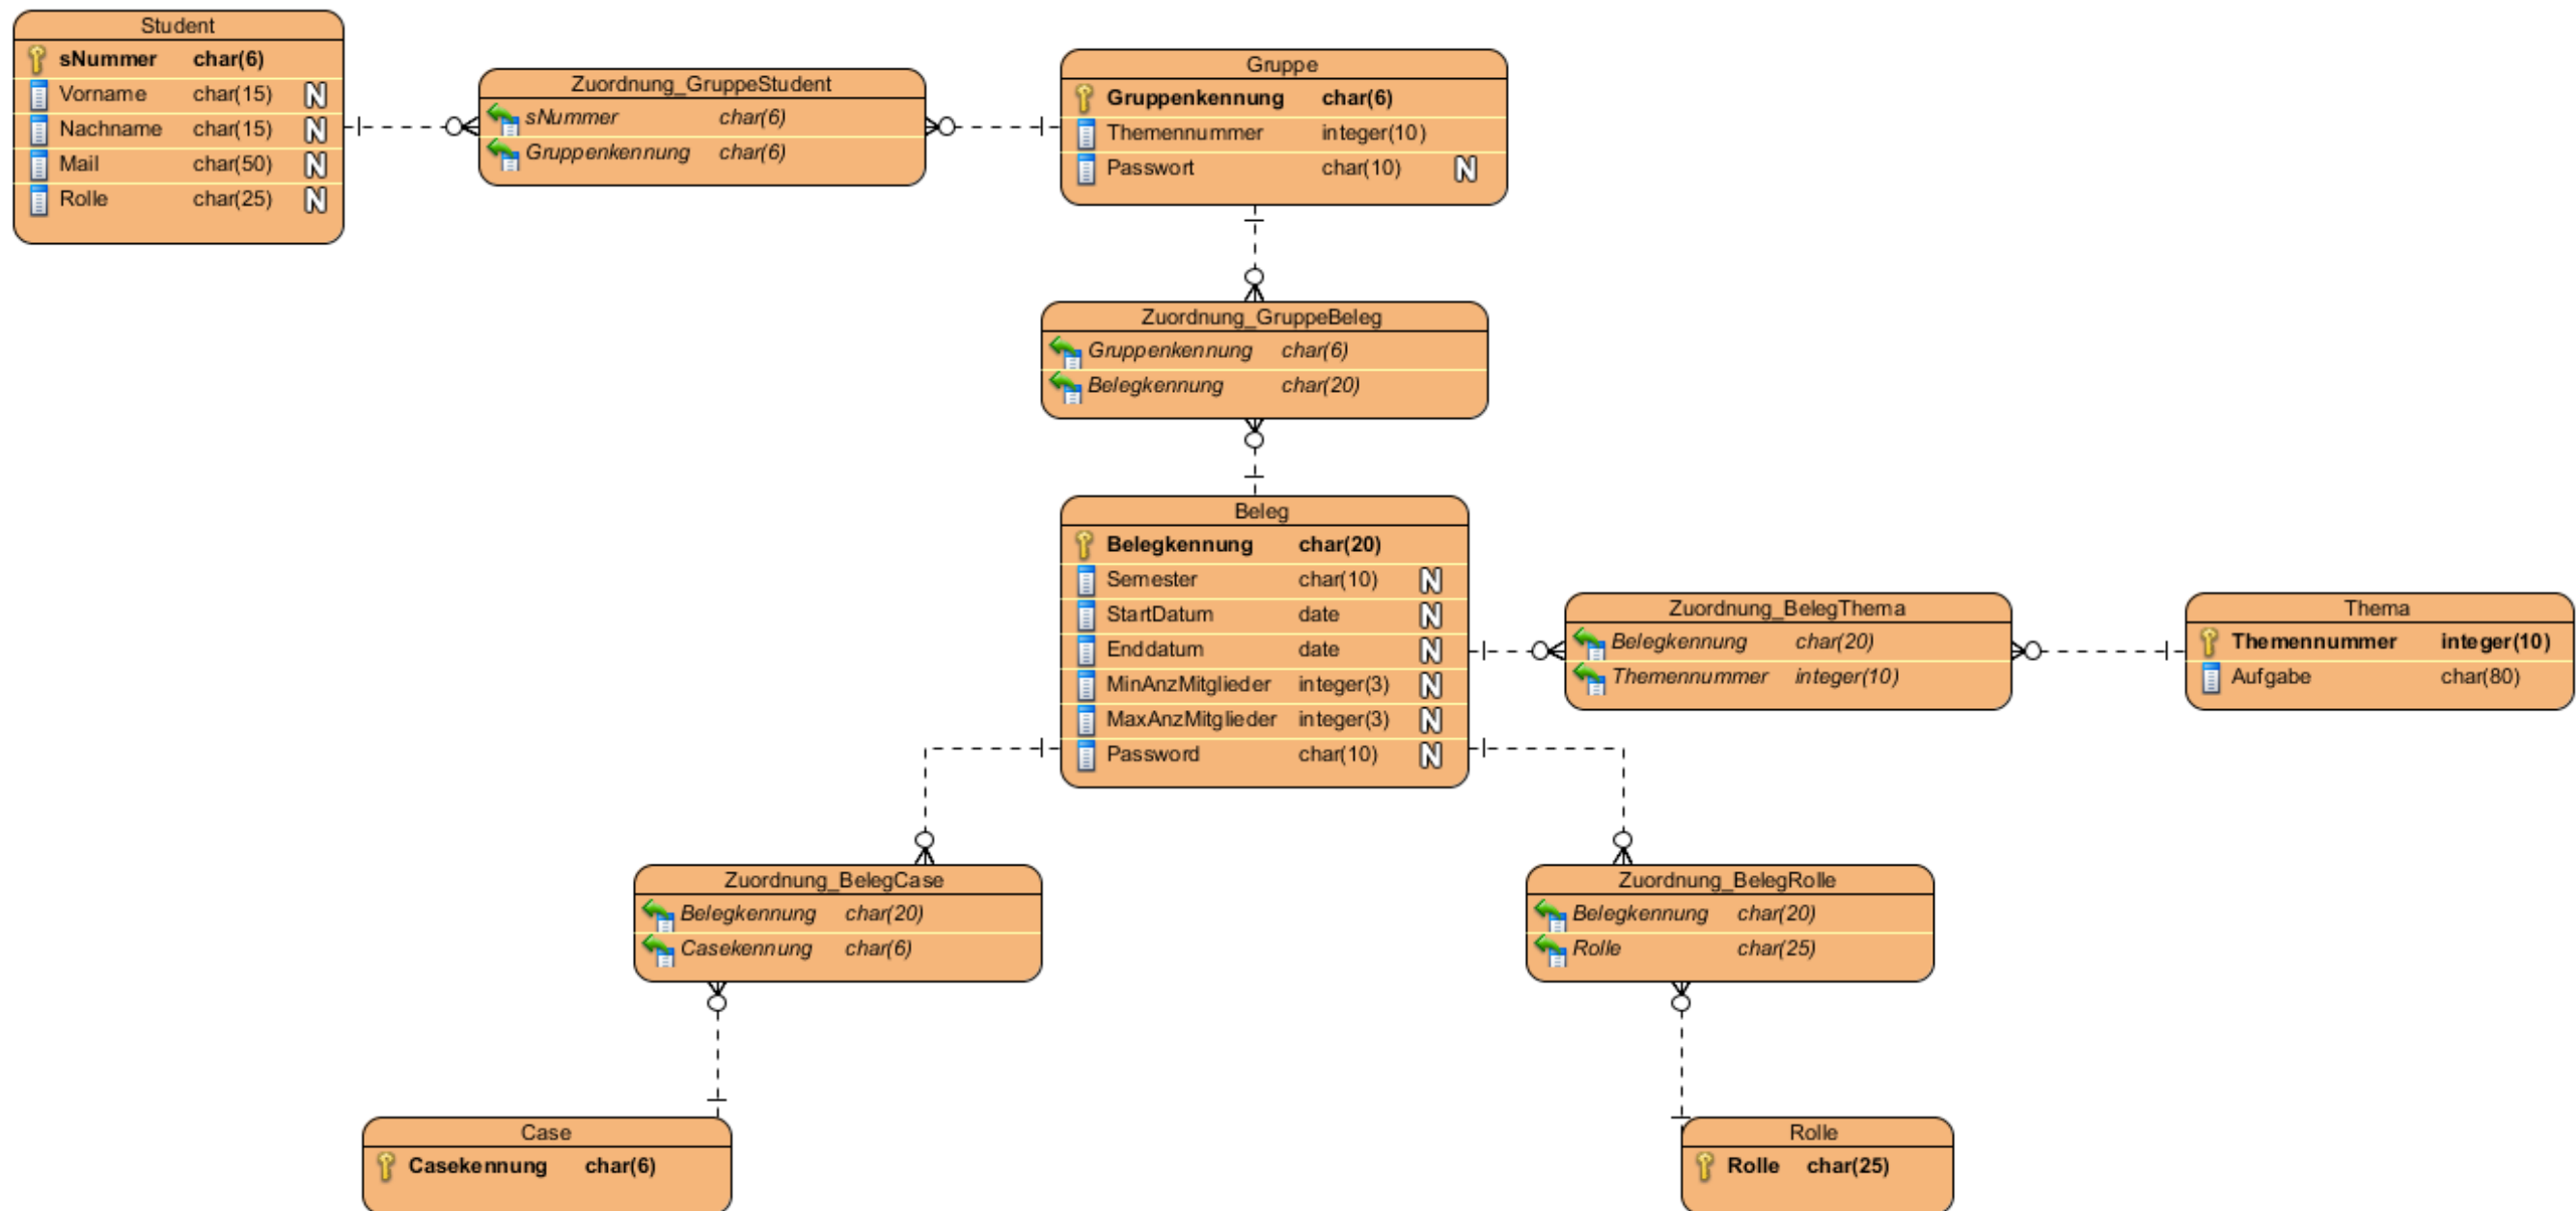 Student
sNummer char(6)
Vorname char(15) N
Nachname char(15) N
Mail char(50) N
Rolle char(25) N
Zuordnung_GruppeStudent
sNummer char(6)
Gruppenkennung char(6)
Gruppe
Gruppenkennung char(6)
Themennummer integer(10)
Passwort char(10) N
Zuordnung_GruppeBeleg
Gruppenkennung char(6)
Belegkennung char(20)
Beleg
Belegkennung char(20)
Semester char(10) N
StartDatum date N
Enddatum date N
MinAnzMitglieder integer(3) N
MaxAnzMitglieder integer(3) N
Password char(10) N
Zuordnung_BelegThema
Belegkennung char(20)
Themennummer integer(10)
Thema
Themennummer integer(10)
Aufgabe char(80)
Zuordnung_BelegCase
Belegkennung char(20)
Casekennung char(6)
Zuordnung_BelegRolle
Belegkennung char(20)
Rolle char(25)
Case
Casekennung char(6)
Rolle
Rolle char(25)